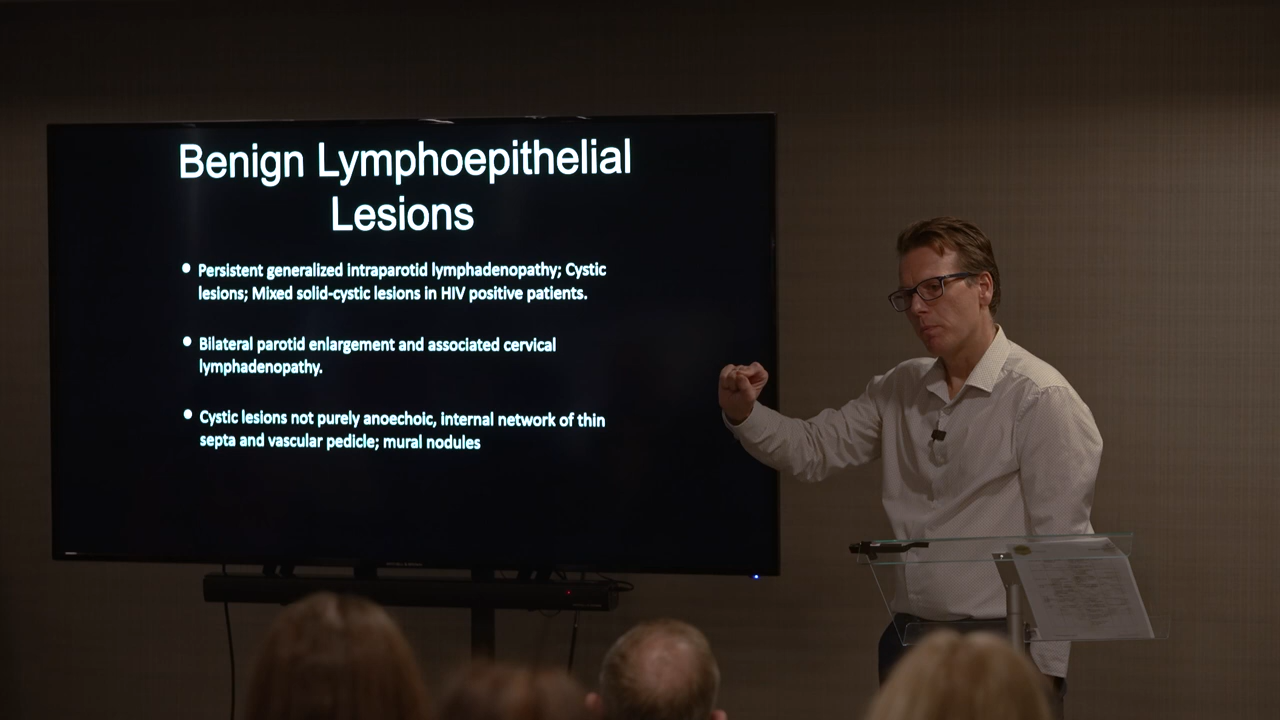 Benign Lymphoepithelial
Lesions
• Persistent generalized intraparotid lymphadenopathy; Cystic
lesions; Mixed solid-cystic lesions in HIV positive patients.
• Bilateral parotid enlargement and associated cervical
lymphadenopathy.
• Cystic lesions not purely anoechoic, internal network of thin
septa and vascular pedicle; mural nodules